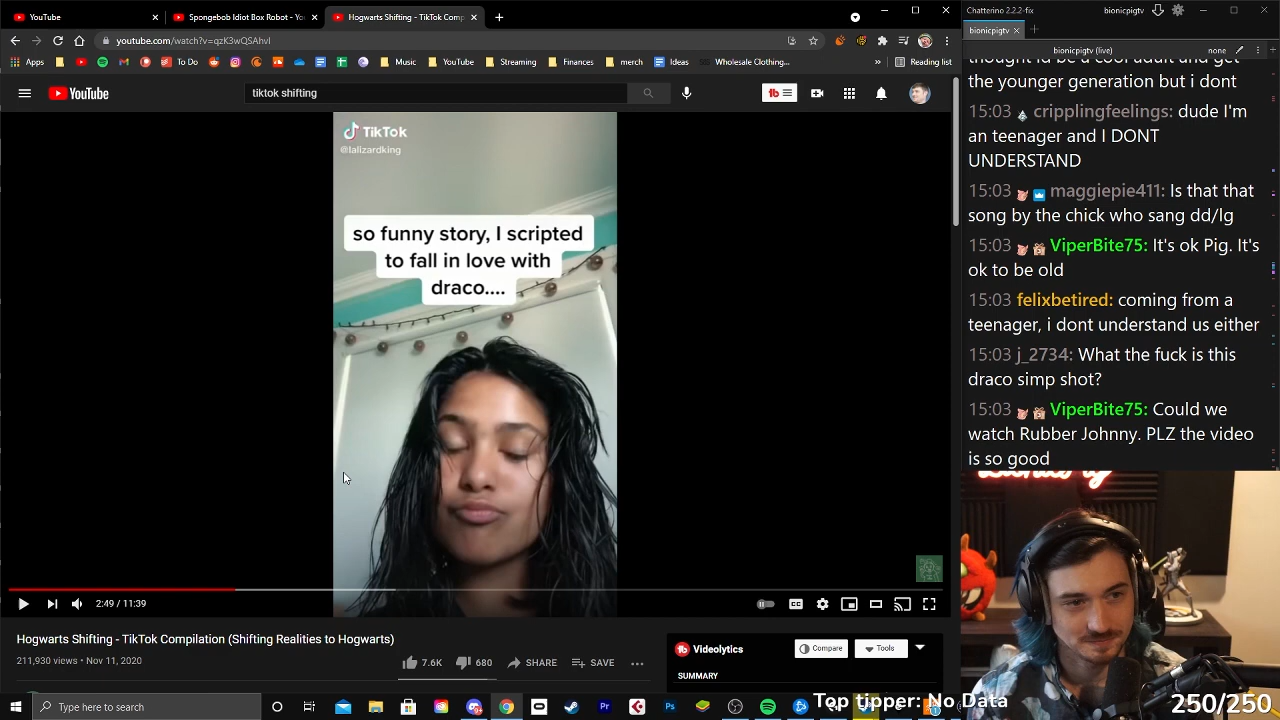 YouTube
Spongebob Idiot Box Robot - Yo
Hogwarts Shifting - TikTok Comp
Chatterino 2.2.2-fix
bionicpigtv
bionicpigtv
youtube.com/watch?v=qzK3wQSAhvI
bionicpigtv (live)
none
Apps
To Do
Music
YouTube
Streaming
Finances
merch
Ideas
Wholesale Clothing...
»
Reading list
YouTube
tiktok shifting
get
the younger generation but i dont
15:03 cripplingfeelings: dude I'm
an teenager and I DONT
UNDERSTAND
15:03 maggiepie411: Is that that
song by the chick who sang dd/lg
15:03 ViperBite75: It's ok Pig. It's
ok to be old
15:03 felixbetired: coming from a
teenager, i dont understand us either
15:03 j_2734: What the fuck is this
draco simp shot?
15:03 ViperBite75: Could we
watch Rubber Johnny. PLZ the video
is so good
TikTok
@lalizardking
so funny story, I scripted
to fall in love with
draco....
2:49 / 11:39
Hogwarts Shifting - TikTok Compilation (Shifting Realities to Hogwarts)
211,930 views • Nov 11, 2020
7.6K
680
SHARE
SAVE
Videolytics
Compare
Tools
SUMMARY
Type here to search
Top tipper: No Data
250/250